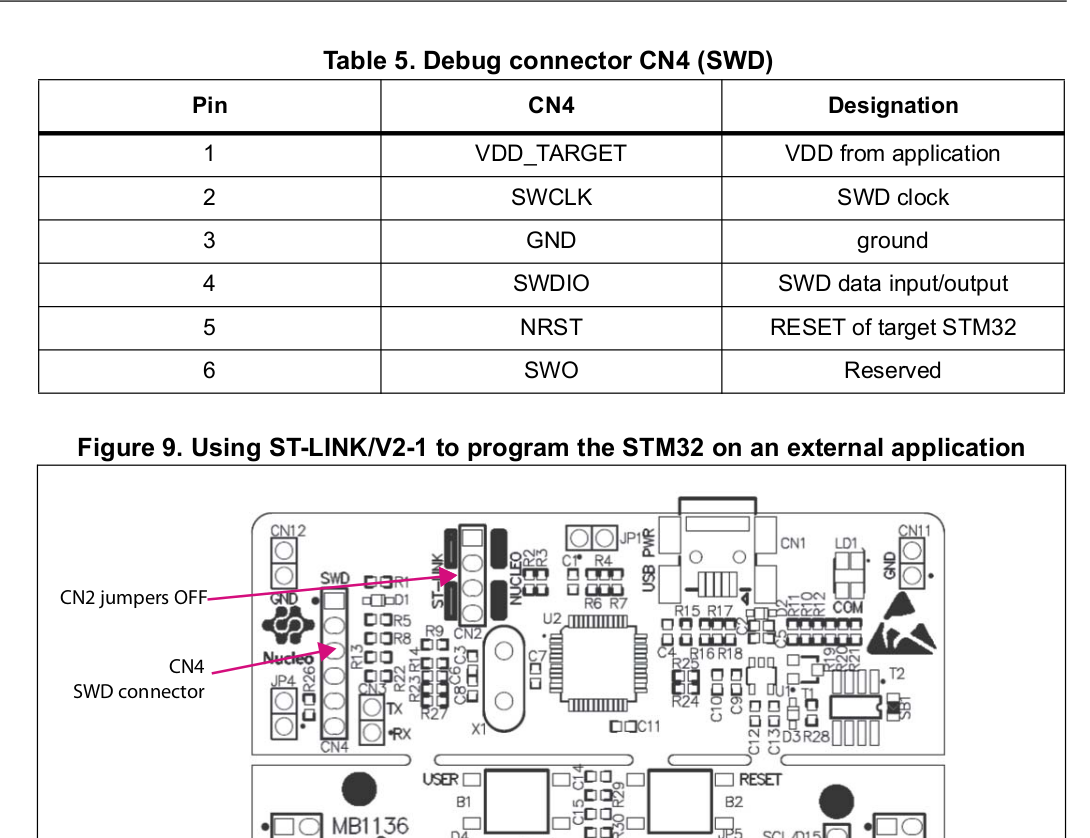 Table 5. Debug connector CN4 (SWD)
Pin CN4 Designation
1 VDD_TARGET VDD from application
2 SWCLK SWD clock
3 GND ground
4 SWDIO SWD data input/output
5 NRST RESET of target STM32
6 SWO Reserved
Figure 9. Using ST-LINK/V2-1 to program the STM32 on an external application
CN12
SWD
GND
Nucleo
JP4
R26
CN4
CN2 jumpers OFF
CN4
SWD connector
R1
D1
R5
R8
R13
R22
CN3
TX
RX
ST-LINK
NUCLEO
CN2
R9
R14
R23
R27
C3
C6
C8
X1
R2
R3
C1
R4
R6 R7
JP1
U2
C7
C11
USB PWR
CN1
R15 R17
C4 R16 R18
R25
R24
C2
D2
C5
R11
R10
R12
LD1
COM
CN11
GND
R19
R20
R21
C10
C9
U1
T1
T2
SB1
C12
C13
D3 R28
USER
B1
C14
R29
C15
R30
RESET
B2
JP5
MB1136
D4
SCL/D15